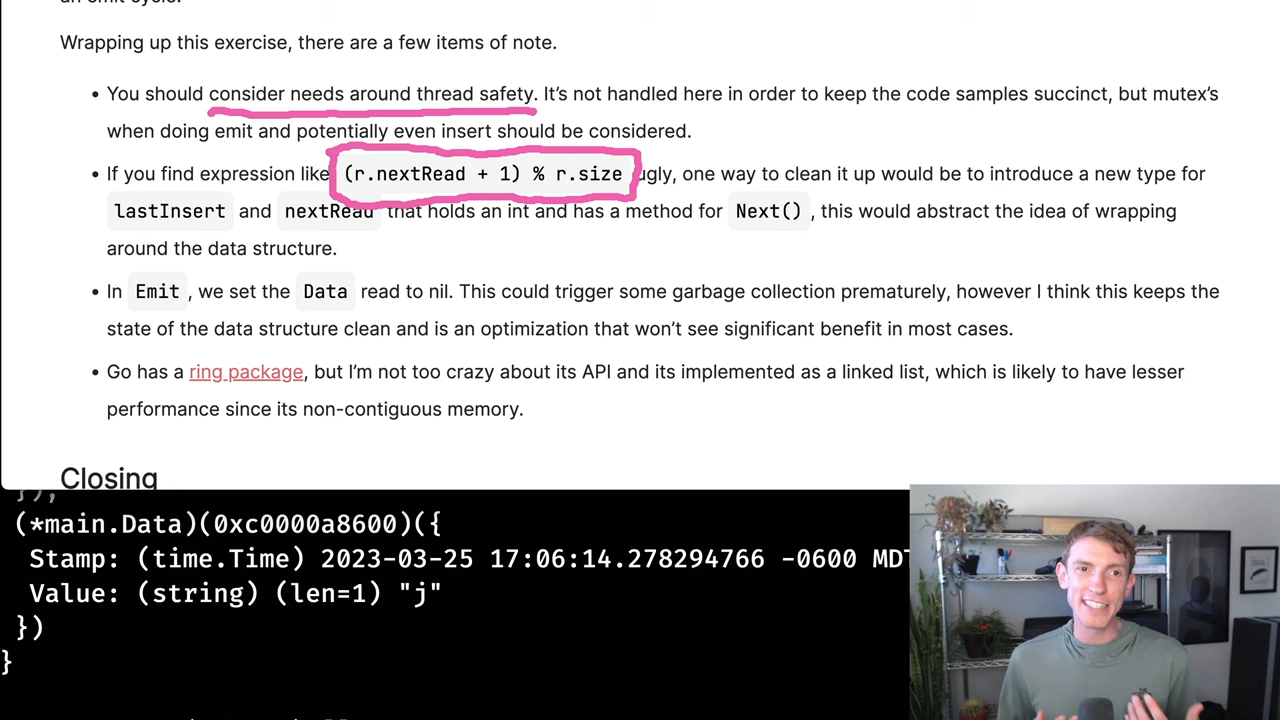 an emit cycle.
Wrapping up this exercise, there are a few items of note.
• You should consider needs around thread safety. It’s not handled here in order to keep the code samples succinct, but mutex’s
when doing emit and potentially even insert should be considered.
• If you find expression like (r.nextRead + 1) % r.size ugly, one way to clean it up would be to introduce a new type for
lastInsert and nextRead that holds an int and has a method for Next() , this would abstract the idea of wrapping
around the data structure.
• In Emit , we set the Data read to nil. This could trigger some garbage collection prematurely, however I think this keeps the
state of the data structure clean and is an optimization that won’t see significant benefit in most cases.
• Go has a ring package, but I’m not too crazy about its API and its implemented as a linked list, which is likely to have lesser
performance since its non-contiguous memory.
Closing
}),
(*main.Data)(0xc0000a8600)({
Stamp: (time.Time) 2023-03-25 17:06:14.278294766 -0600 MDT
Value: (string) (len=1) "j"
})
}